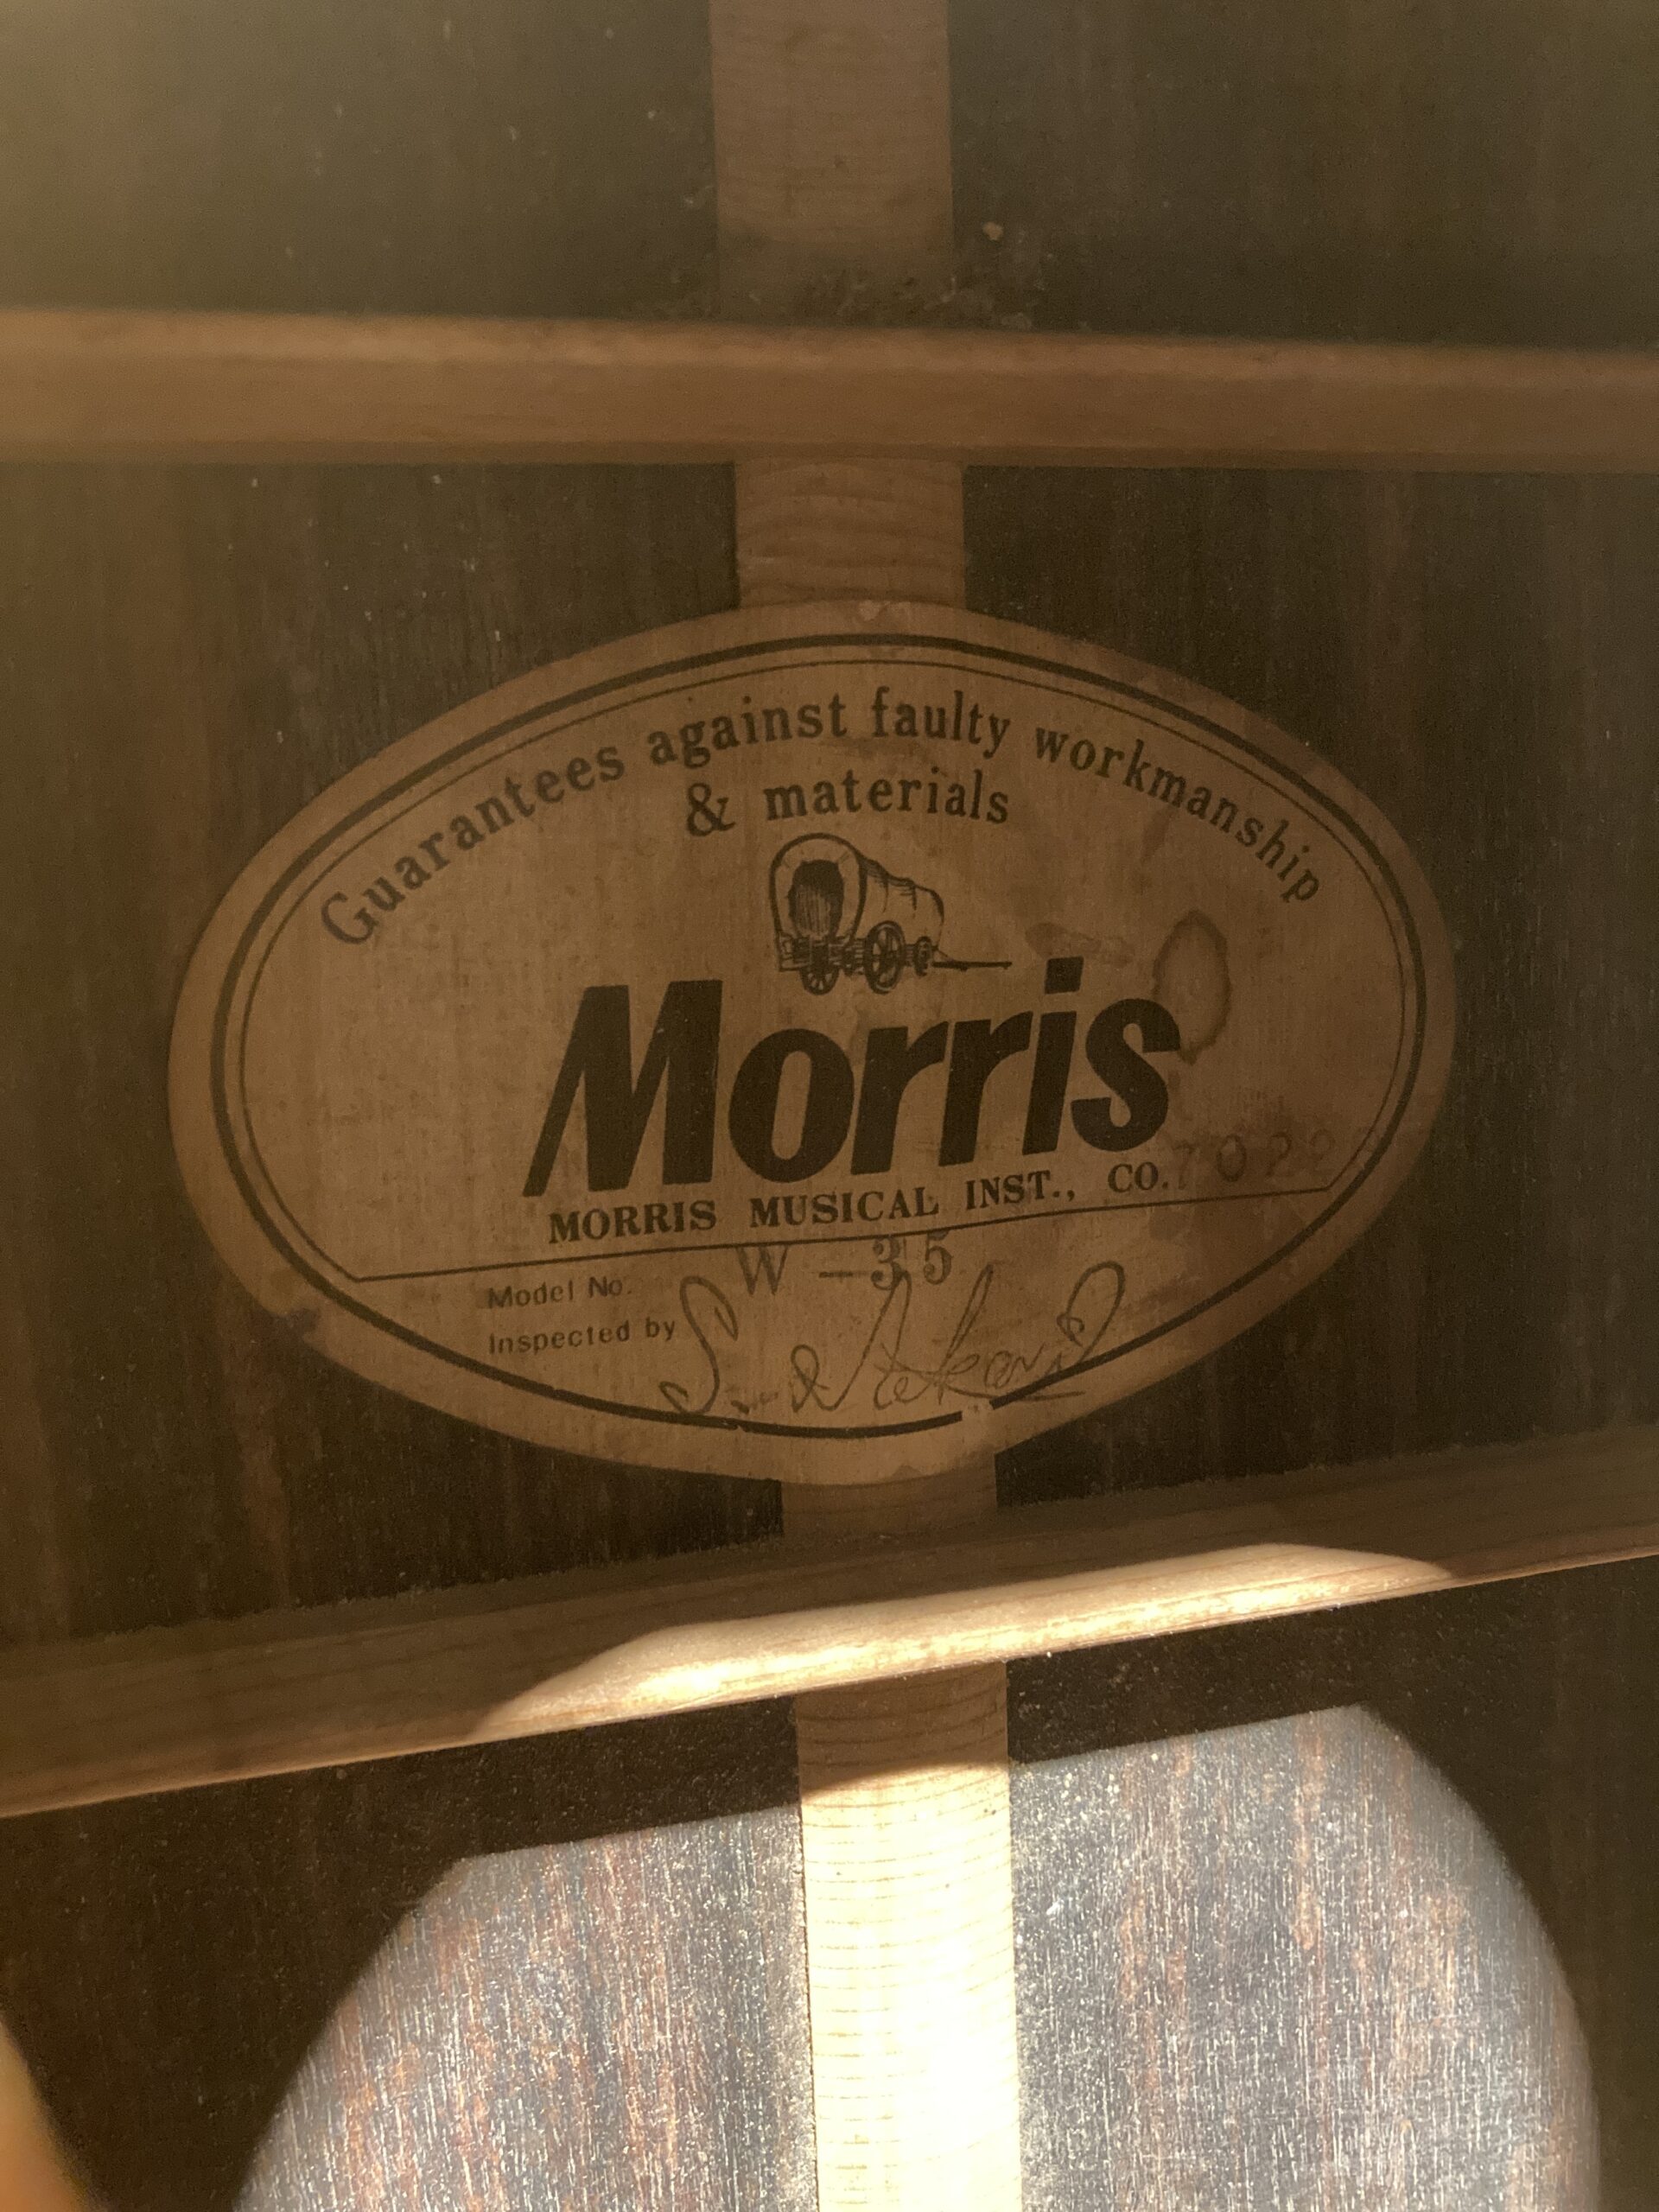 Guarantees against faulty workmanship
& materials
Morris
MORRIS MUSICAL INST., CO.
Model No. W-35
Inspected by